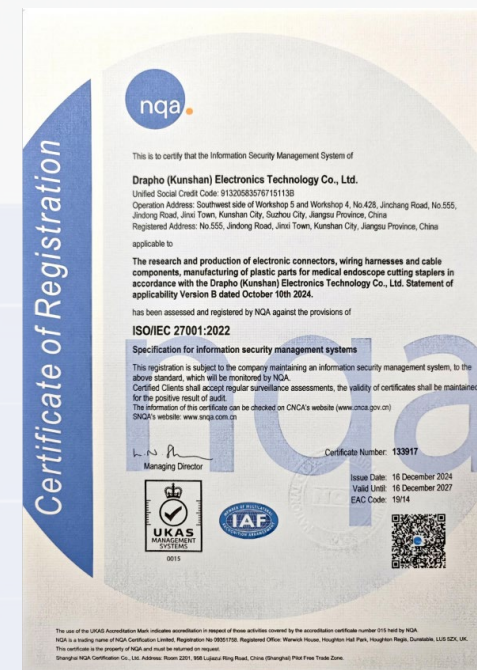 Certificate of Registration
nqa.
This is to certify that the Information Security Management System of
Drapho (Kunshan) Electronics Technology Co., Ltd.
Unified Social Credit Code: 91320583576715113B
Operation Address: Southwest side of Workshop 5 and Workshop 4, No.428, Jinchang Road, No.555,
Jindong Road, Jinxi Town, Kunshan City, Suzhou City, Jiangsu Province, China
Registered Address: No.555, Jindong Road, Jinxi Town, Kunshan City, Jiangsu Province, China
applicable to
The research and production of electronic connectors, wiring harnesses and cable
components, manufacturing of plastic parts for medical endoscope cutting staplers in
accordance with the Drapho (Kunshan) Electronics Technology Co., Ltd. Statement of
applicability Version B dated October 10th 2024.
has been assessed and registered by NQA against the provisions of
ISO/IEC 27001:2022
Specification for information security management systems
This registration is subject to the company maintaining an information security management system, to the
above standard, which will be monitored by NQA.
Certified Clients shall accept regular surveillance assessments, the validity of certificates shall be maintained
for the positive result of audit.
The information of this certificate can be checked on CNCA's website (www.cnca.gov.cn)
SNQA's website: www.snqa.com.cn
Managing Director
Certificate Number: 133917
Issue Date: 16 December 2024
Valid Until: 16 December 2027
EAC Code: 19/14
UKAS
MANAGEMENT
SYSTEMS
0015
IAF
nqa
The use of the UKAS Accreditation Mark indicates accreditation in respect of those activities covered by the accreditation certificate number 015 held by NQA.
NQA is a trading name of NQA Certification Limited, Registration No 09351758. Registered Office: Warwick House, Houghton Hall Park, Houghton Regis, Dunstable, LU5 5ZX, UK.
This certificate is the property of NQA and must be returned on request.
Shanghai NQA Certification Co., Ltd. Address: Room 2201, 958 Lujiazui Ring Road, China (Shanghai) Pilot Free Trade Zone.